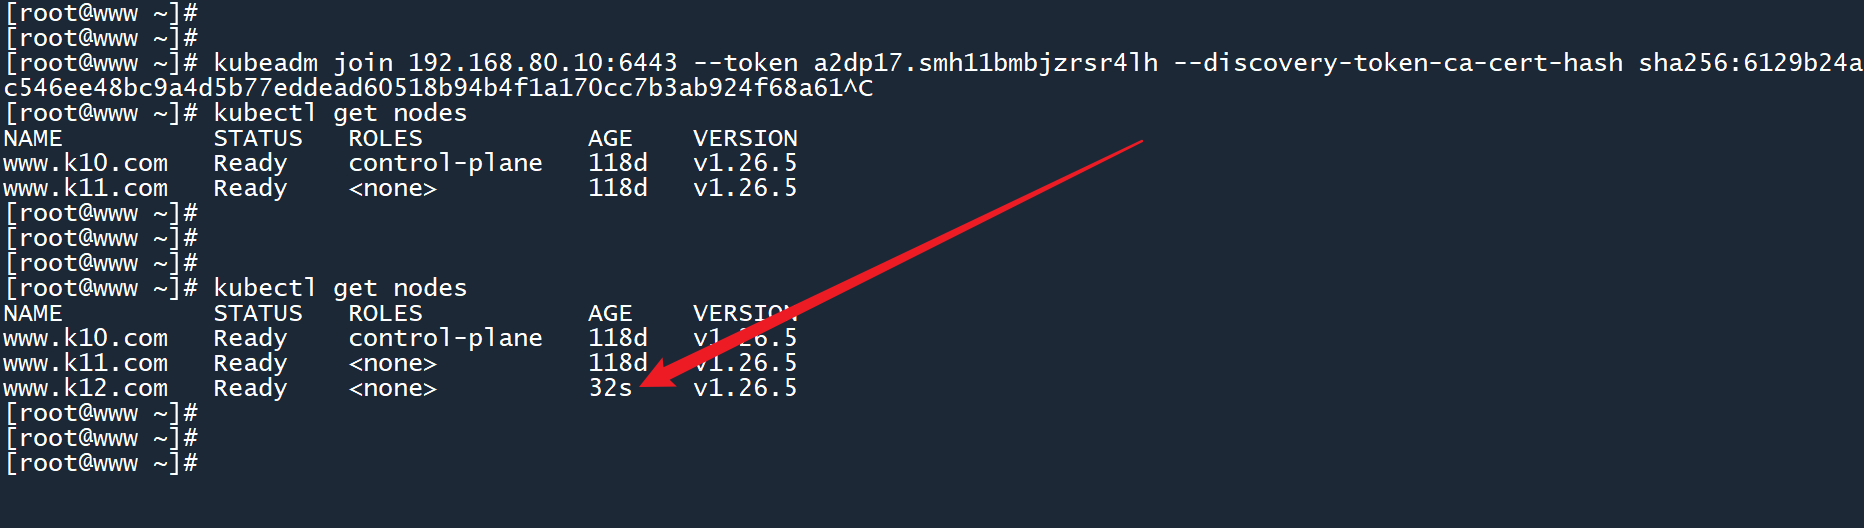 [root@www ~]#
[root@www ~]#
[root@www ~]# kubeadm join 192.168.80.10:6443 --token a2dp17.smh11bmbjzrsr4lh --discovery-token-ca-cert-hash sha256:6129b24a
c546ee48bc9a4d5b77eddead60518b94b4f1a170cc7b3ab924f68a61^C
[root@www ~]# kubectl get nodes
NAME          STATUS   ROLES           AGE    VERSION
www.k10.com   Ready    control-plane   118d   v1.26.5
www.k11.com   Ready    <none>          118d   v1.26.5
[root@www ~]#
[root@www ~]#
[root@www ~]#
[root@www ~]# kubectl get nodes
NAME          STATUS   ROLES           AGE    VERSION
www.k10.com   Ready    control-plane   118d   v1.26.5
www.k11.com   Ready    <none>          118d   v1.26.5
www.k12.com   Ready    <none>          32s    v1.26.5
[root@www ~]#
[root@www ~]#
[root@www ~]#